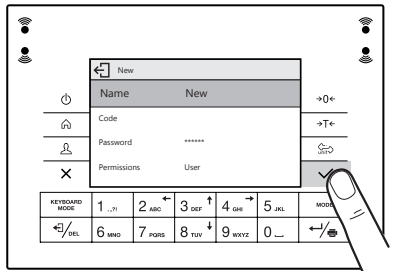 New
Name New
→0←
Code
→T←
Password ******
UNIT
Permissions User
KEYBOARD MODE
1 .,?!
2 ABC
3 DEF
4 GHI
5 JKL
MODE
/DEL
6 MNO
7 PQRS
8 TUV
9 WXYZ
0